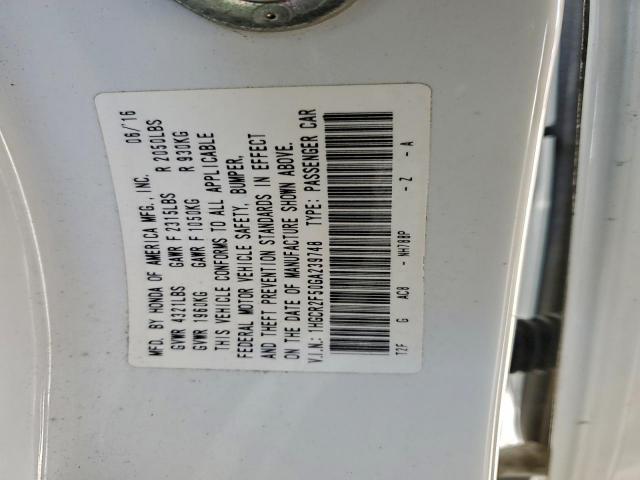 MFD. BY HONDA OF AMERICA MFG., INC. 06/16
GVWR 4321LBS GAWR F 2315LBS R 2050LBS
GVWR 1960KG GAWR F 1050KG R 930KG
THIS VEHICLE CONFORMS TO ALL APPLICABLE
FEDERAL MOTOR VEHICLE SAFETY, BUMPER,
AND THEFT PREVENTION STANDARDS IN EFFECT
ON THE DATE OF MANUFACTURE SHOWN ABOVE.
V.I.N.: 1HGCR2F50GA239748 TYPE: PASSENGER CAR
T2F G AC8 - NH788P - Z - A